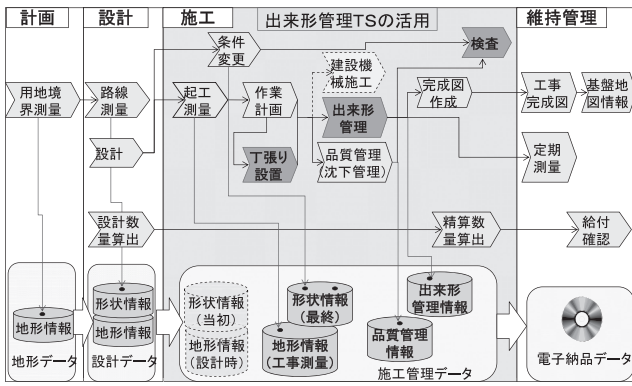 計画
設計
施工
出来形管理TSの活用
維持管理
条件
変更
検査
建設機
械施工
用地境
界測量
路線
測量
起工
測量
作業
計画
出来形
管理
完成図
作成
工事
完成図
基盤地
図情報
設計
丁張り
設置
品質管理
(沈下管理)
定期
測量
設計数
量算出
精算数
量算出
給付
確認
地形情報
地形データ
形状情報
地形情報
設計データ
形状情報
(当初)
地形情報
(設計時)
形状情報
(最終)
地形情報
(工事測量)
品質管理
情報
出来形
管理情報
施工管理データ
電子納品データ